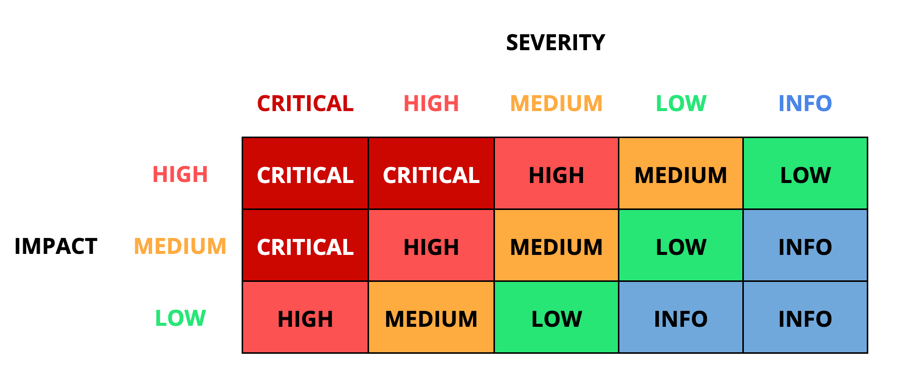 SEVERITY
CRITICAL HIGH MEDIUM LOW INFO
HIGH CRITICAL CRITICAL HIGH MEDIUM LOW
IMPACT MEDIUM CRITICAL HIGH MEDIUM LOW INFO
LOW HIGH MEDIUM LOW INFO INFO